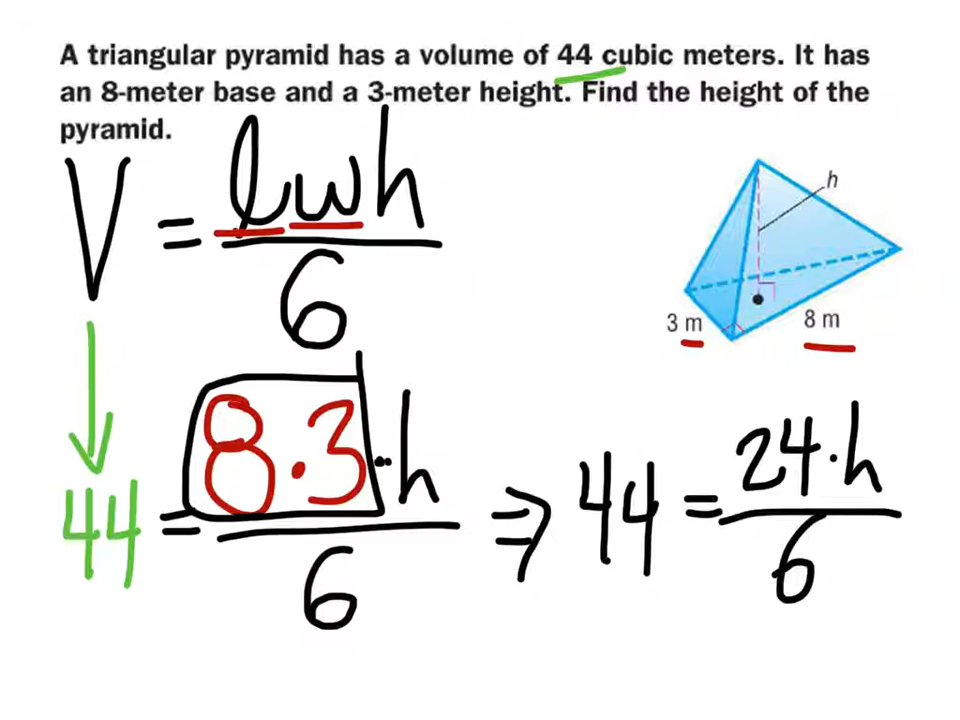 A triangular pyramid has a volume of 44 cubic meters. It has
an 8-meter base and a 3-meter height. Find the height of the
pyramid.
V = lwh
6
h
3 m
8 m
44 = 8·3·h
6
⇒ 44 = 24·h
6